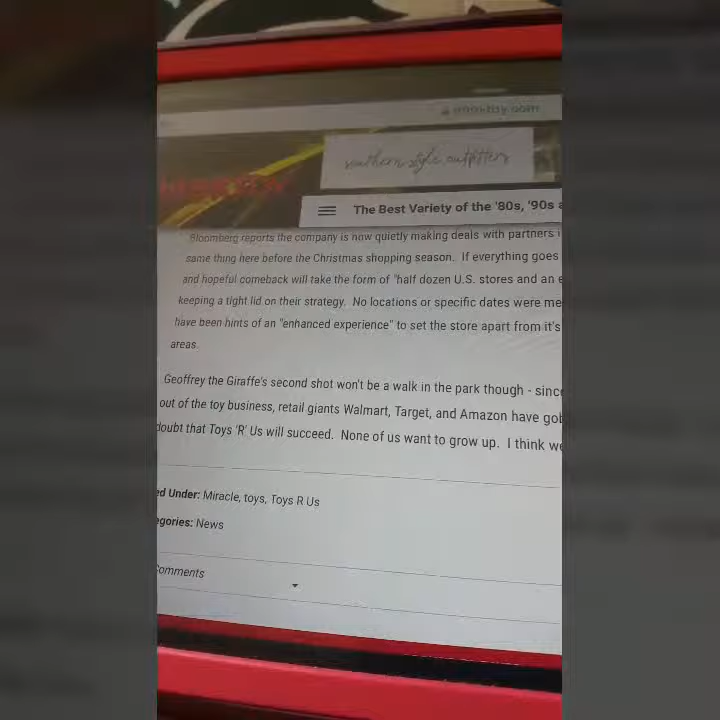 southern style outfitters
The Best Variety of the '80s, '90s a
Bloomberg reports the company is now quietly making deals with partners i
same thing here before the Christmas shopping season. If everything goes
and hopeful comeback will take the form of "half dozen U.S. stores and an e
keeping a tight lid on their strategy. No locations or specific dates were me
have been hints of an "enhanced experience" to set the store apart from it's
areas.
Geoffrey the Giraffe's second shot won't be a walk in the park though - sinc
out of the toy business, retail giants Walmart, Target, and Amazon have gob
doubt that Toys 'R' Us will succeed. None of us want to grow up. I think we
ed Under: Miracle, toys, Toys R Us
egories: News
Comments